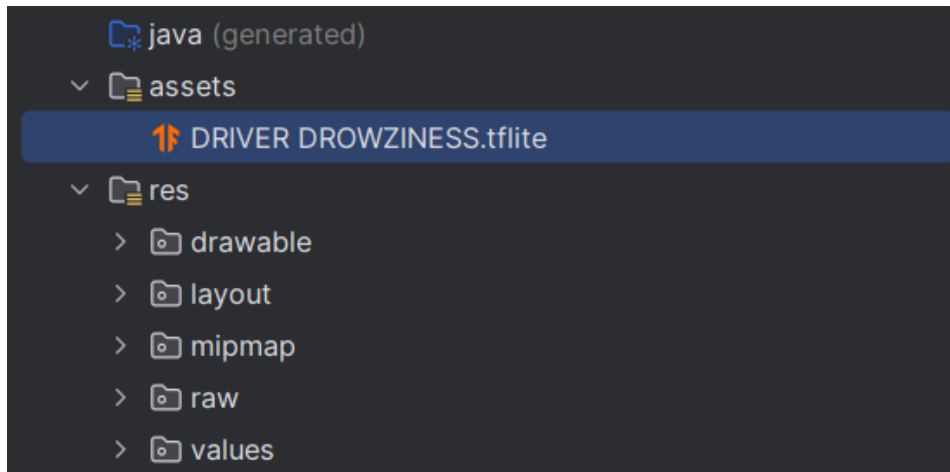 java (generated)
assets
DRIVER DROWZINESS.tflite
res
drawable
layout
mipmap
raw
values